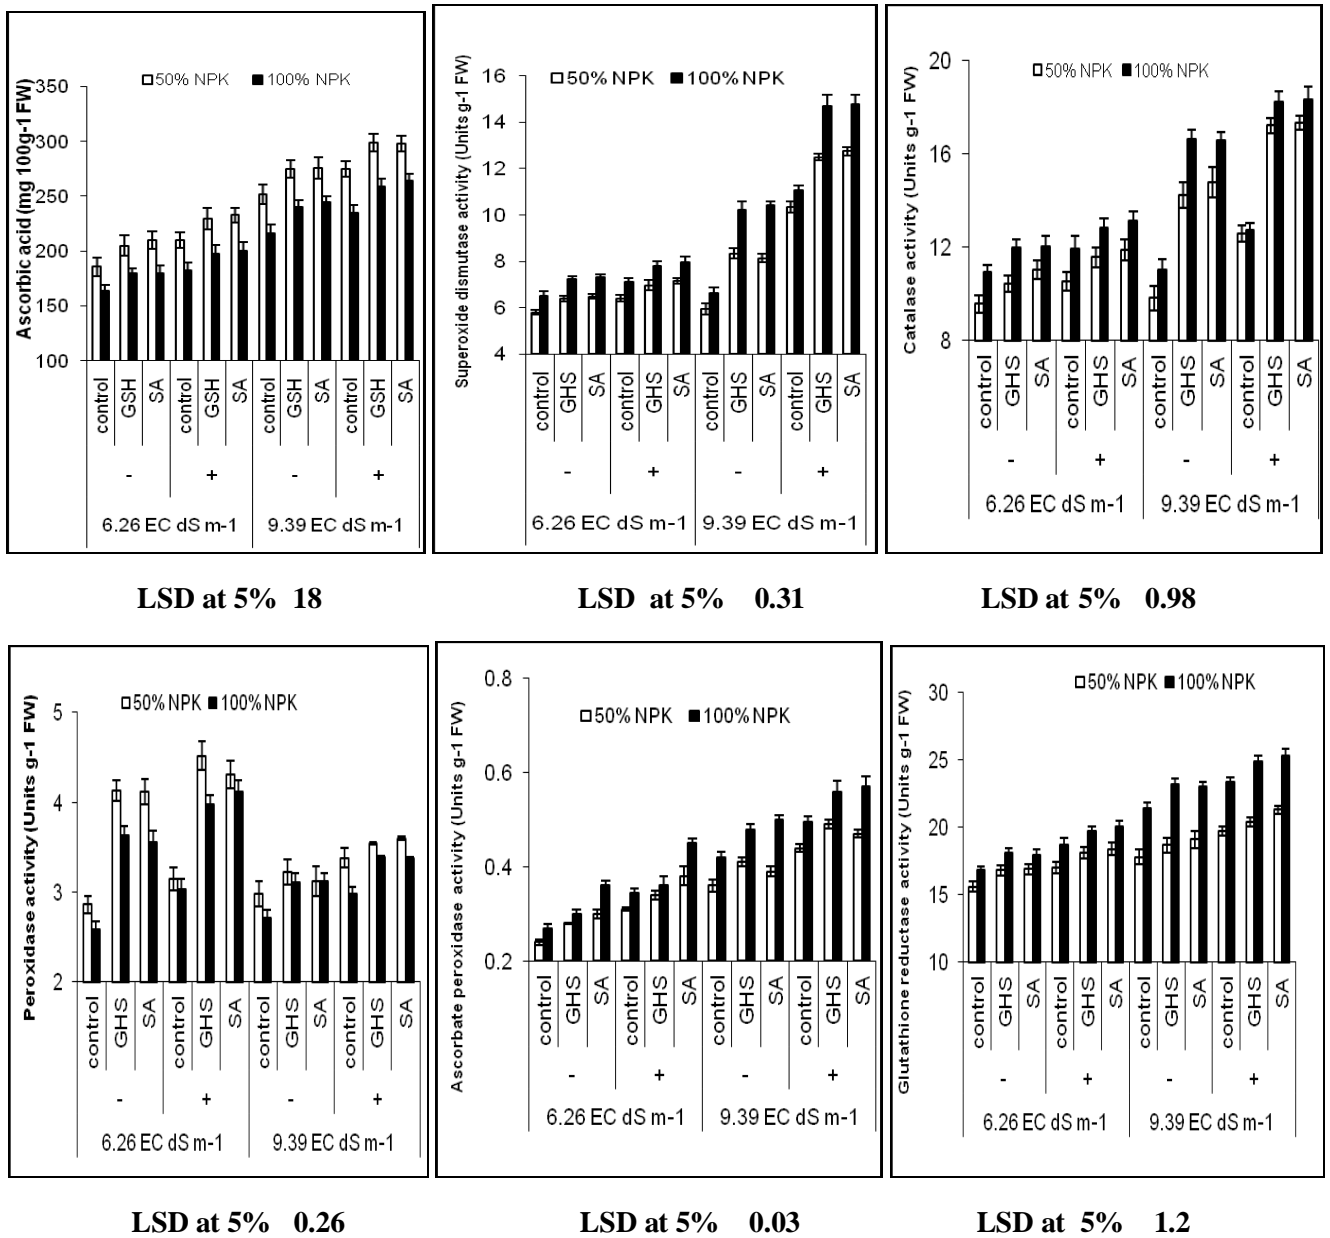 Ascorbic acid (mg 100g-1 FW)
50% NPK 100% NPK
350
300
250
200
150
100
control GSH SA control GSH SA control GSH SA control GSH SA
- + - +
6.26 EC dS m-1 9.39 EC dS m-1
LSD at 5% 18
Superoxide dismutase activity (Units g-1 FW)
50% NPK 100% NPK
16
14
12
10
8
6
4
control GHS SA control GHS SA control GHS SA control GHS SA
- + - +
6.26 EC dS m-1 9.39 EC dS m-1
LSD at 5% 0.31
Catalase activity (Units g-1 FW)
50% NPK 100% NPK
20
16
12
8
control GHS SA control GHS SA control GHS SA control GHS SA
- + - +
6.26 EC dS m-1 9.39 EC dS m-1
LSD at 5% 0.98
Peroxidase activity (Units g-1 FW)
50% NPK 100% NPK
5
4
3
2
control GHS SA control GHS SA control GHS SA control GHS SA
- + - +
6.26 EC dS m-1 9.39 EC dS m-1
LSD at 5% 0.26
Ascorbate peroxidase activity (Units g-1 FW)
50% NPK 100% NPK
0.8
0.6
0.4
0.2
control GHS SA control GHS SA control GHS SA control GHS SA
- + - +
6.26 EC dS m-1 9.39 EC dS m-1
LSD at 5% 0.03
Glutathione reductase activity (Units g-1 FW)
50% NPK 100% NPK
30
25
20
15
10
control GHS SA control GHS SA control GHS SA control GHS SA
- + - +
6.26 EC dS m-1 9.39 EC dS m-1
LSD at 5% 1.2